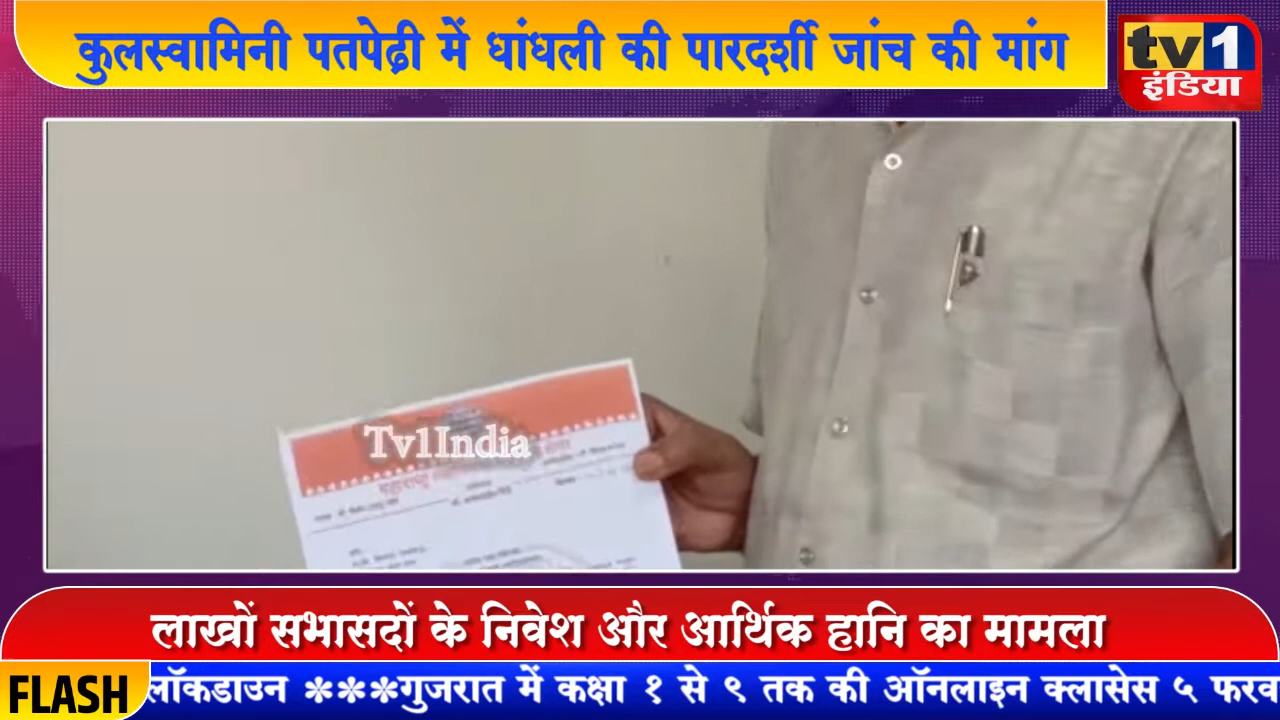 कुलस्वामिनी पतपेढ़ी में धांधली की पारदर्शी जांच की मांग
tv1
इंडिया
Tv1India
महाराष्ट्र
लाखों सभासदों के निवेश और आर्थिक हानि का मामला
FLASH
लॉकडाउन ***गुजरात में कक्षा १ से ९ तक की ऑनलाइन क्लासेस ५ फरवा